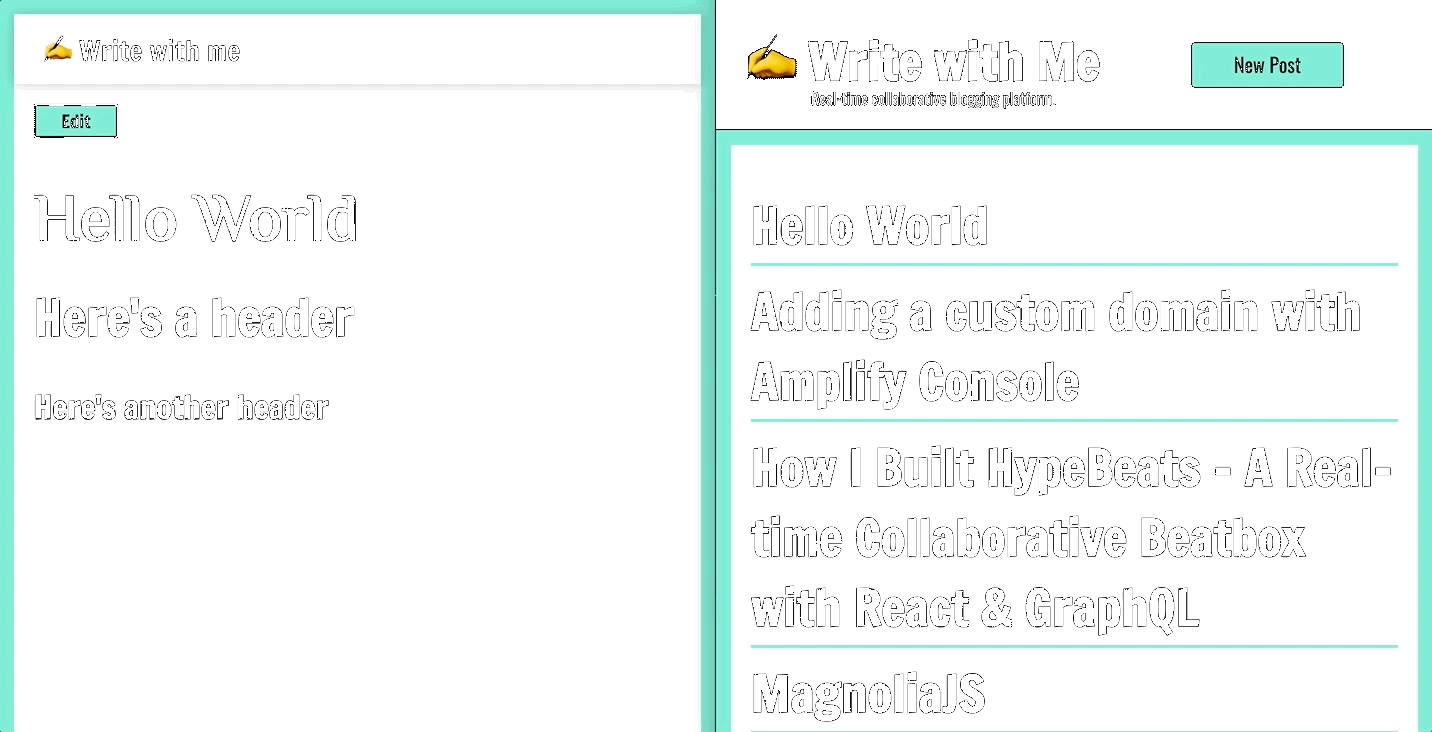 ✍️ Write with me
Edit
Hello World
Here's a header
Here's another header
✍️ Write with Me
Real-time collaborative blogging platform.
New Post
Hello World
Adding a custom domain with
Amplify Console
How I Built HypeBeats - A Real-
time Collaborative Beatbox
with React & GraphQL
MagnoliaJS